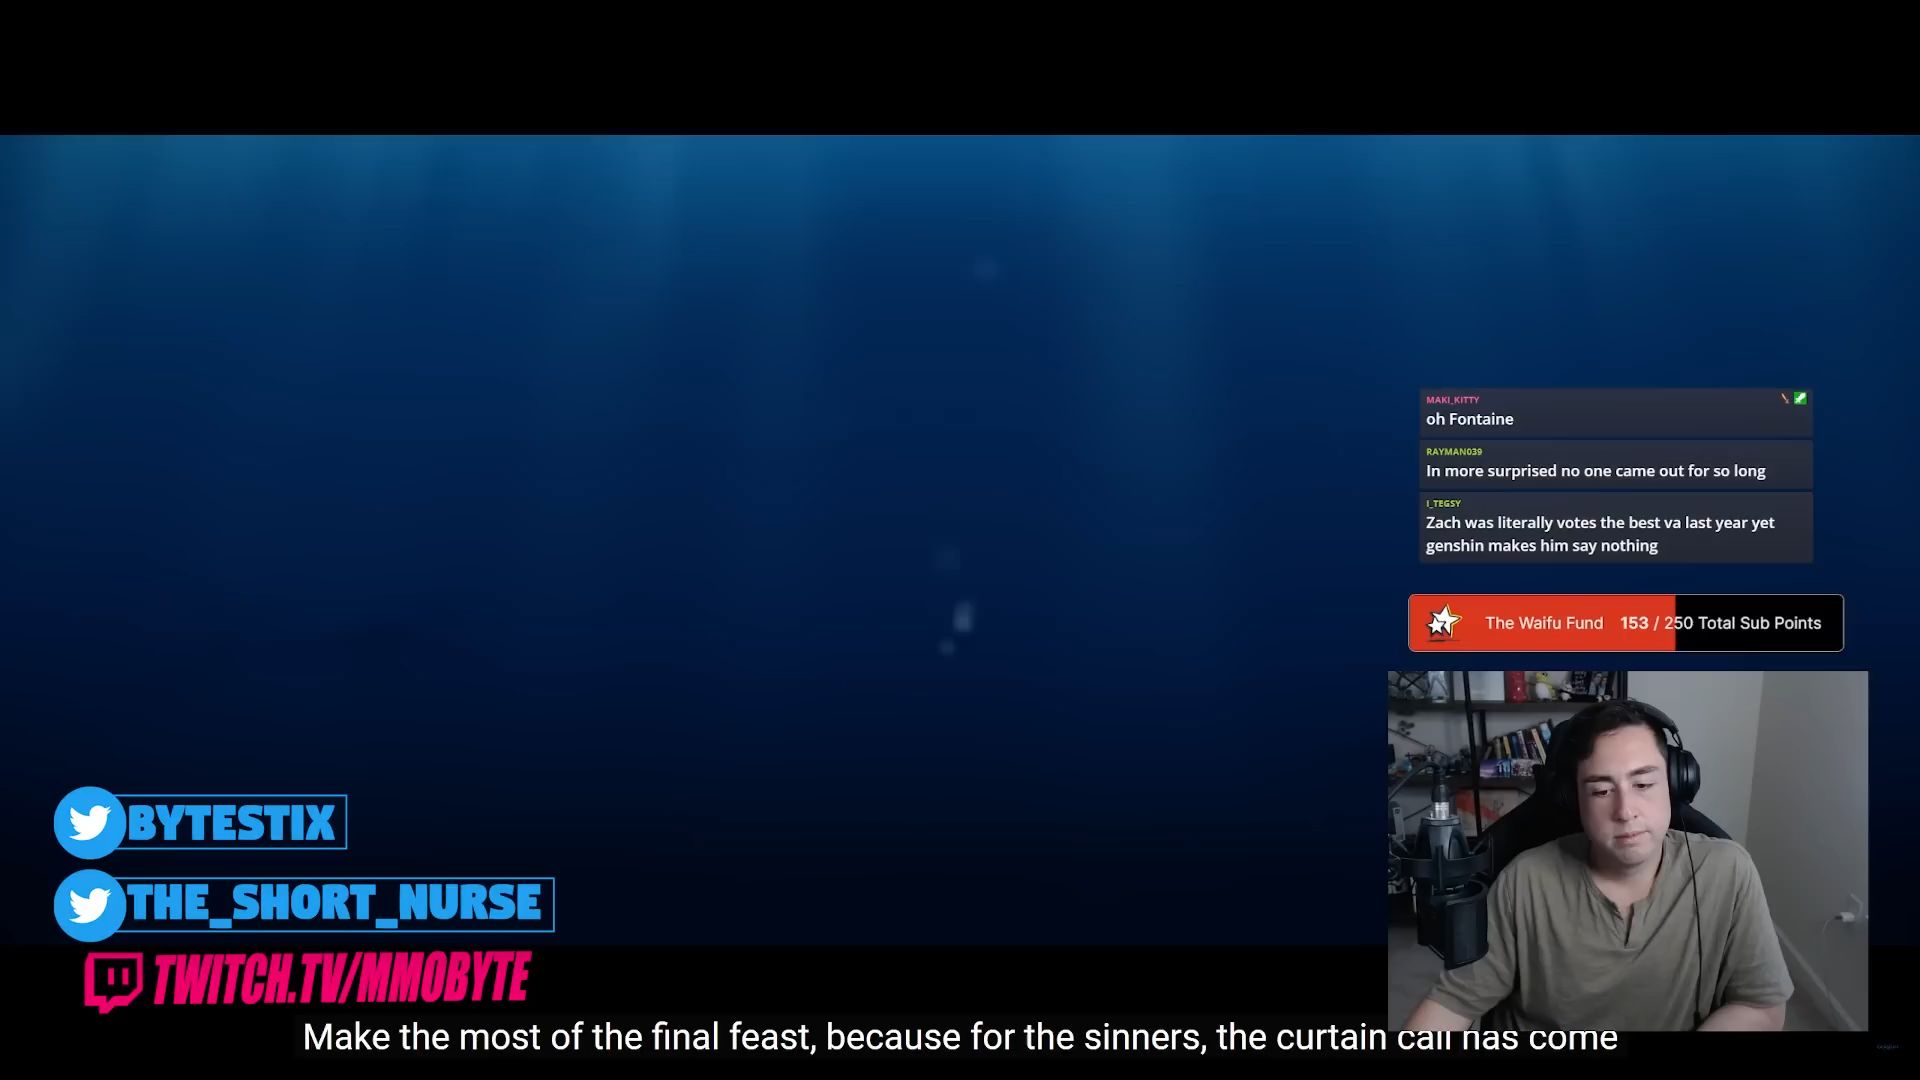 MAKI_KITTY
oh Fontaine
RAYMAN039
In more surprised no one came out for so long
I_TEGSY
Zach was literally votes the best va last year yet
genshin makes him say nothing
The Waifu Fund 153 / 250 Total Sub Points
BYTESTIX
THE_SHORT_NURSE
TWITCH.TV/MMOBYTE
Make the most of the final feast, because for the sinners, the curtain call has come